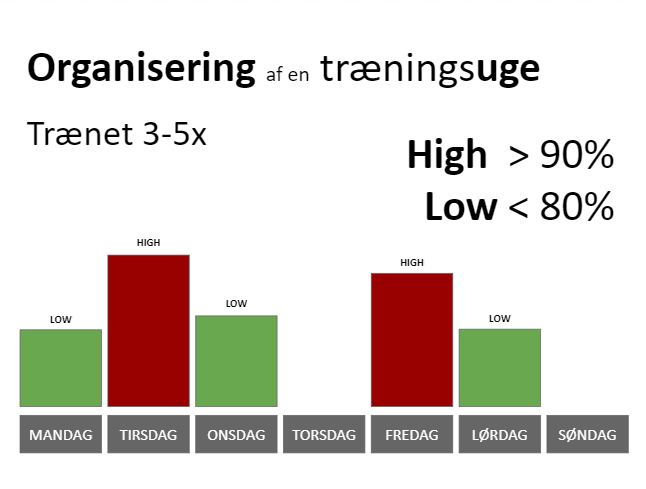 Organisering af en træningsuge
Trænet 3-5x
High > 90%
Low < 80%
HIGH
HIGH
LOW
LOW
LOW
MANDAG TIRSDAG ONSDAG TORSDAG FREDAG LØRDAG SØNDAG